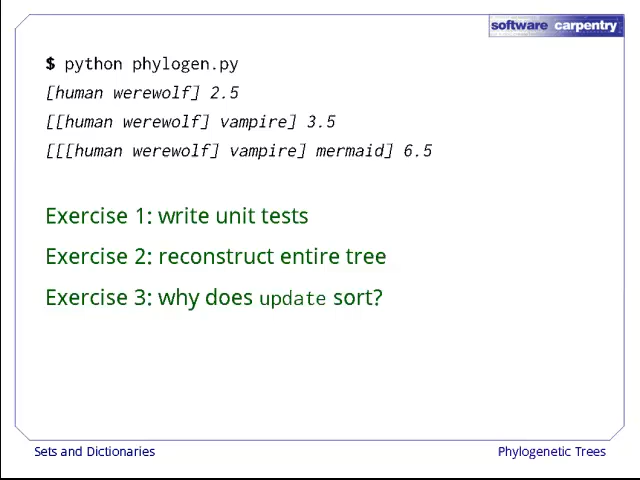 software carpentry
$ python phylogen.py
[human werewolf] 2.5
[[human werewolf] vampire] 3.5
[[[human werewolf] vampire] mermaid] 6.5
Exercise 1: write unit tests
Exercise 2: reconstruct entire tree
Exercise 3: why does update sort?
Sets and Dictionaries
Phylogenetic Trees